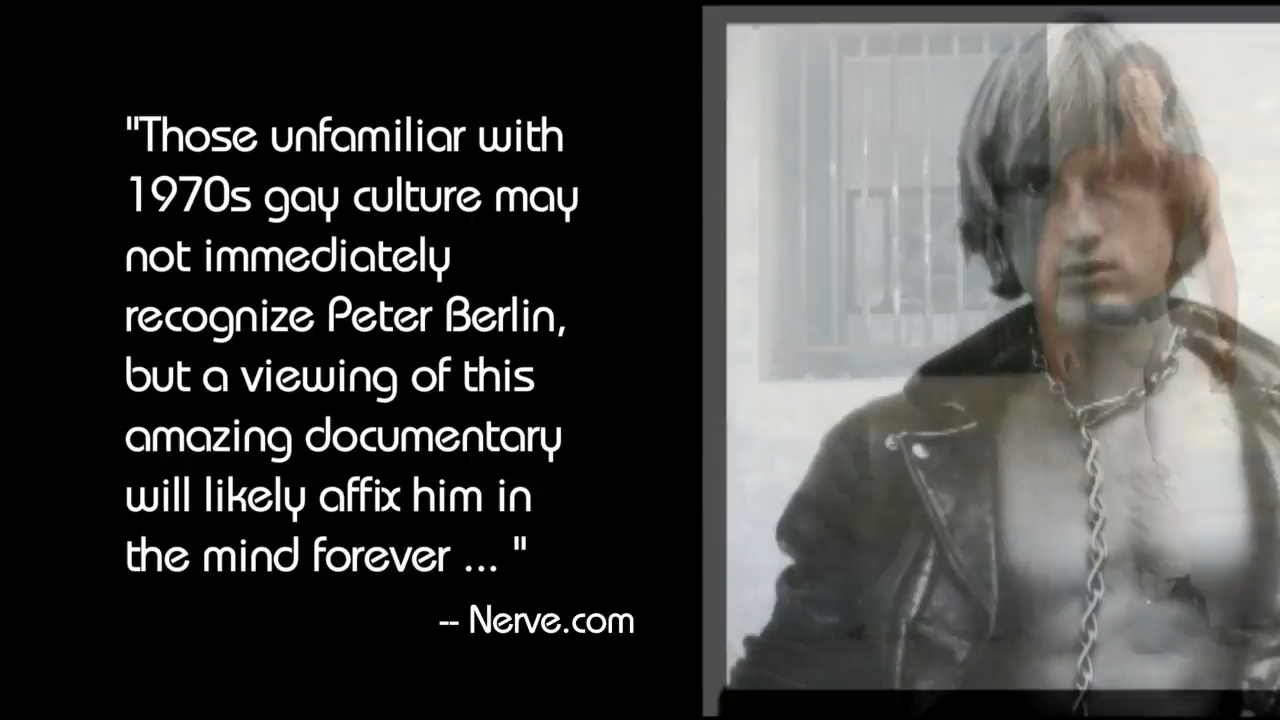 "Those unfamiliar with
1970s gay culture may
not immediately
recognize Peter Berlin,
but a viewing of this
amazing documentary
will likely affix him in
the mind forever ... "
-- Nerve.com